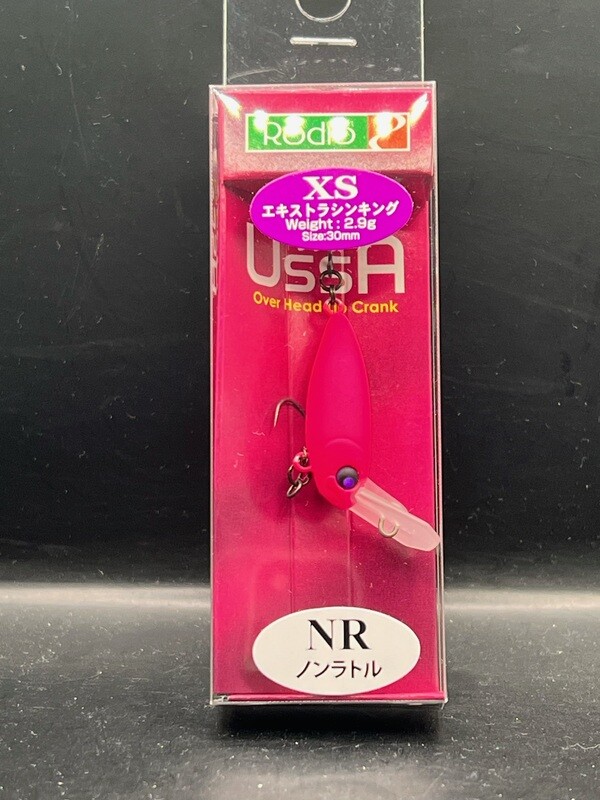 RodiO
XS
エキストラシンキング
Weight : 2.9g
Size:30mm
UssA
Over Head Crank
NR
ノンラトル